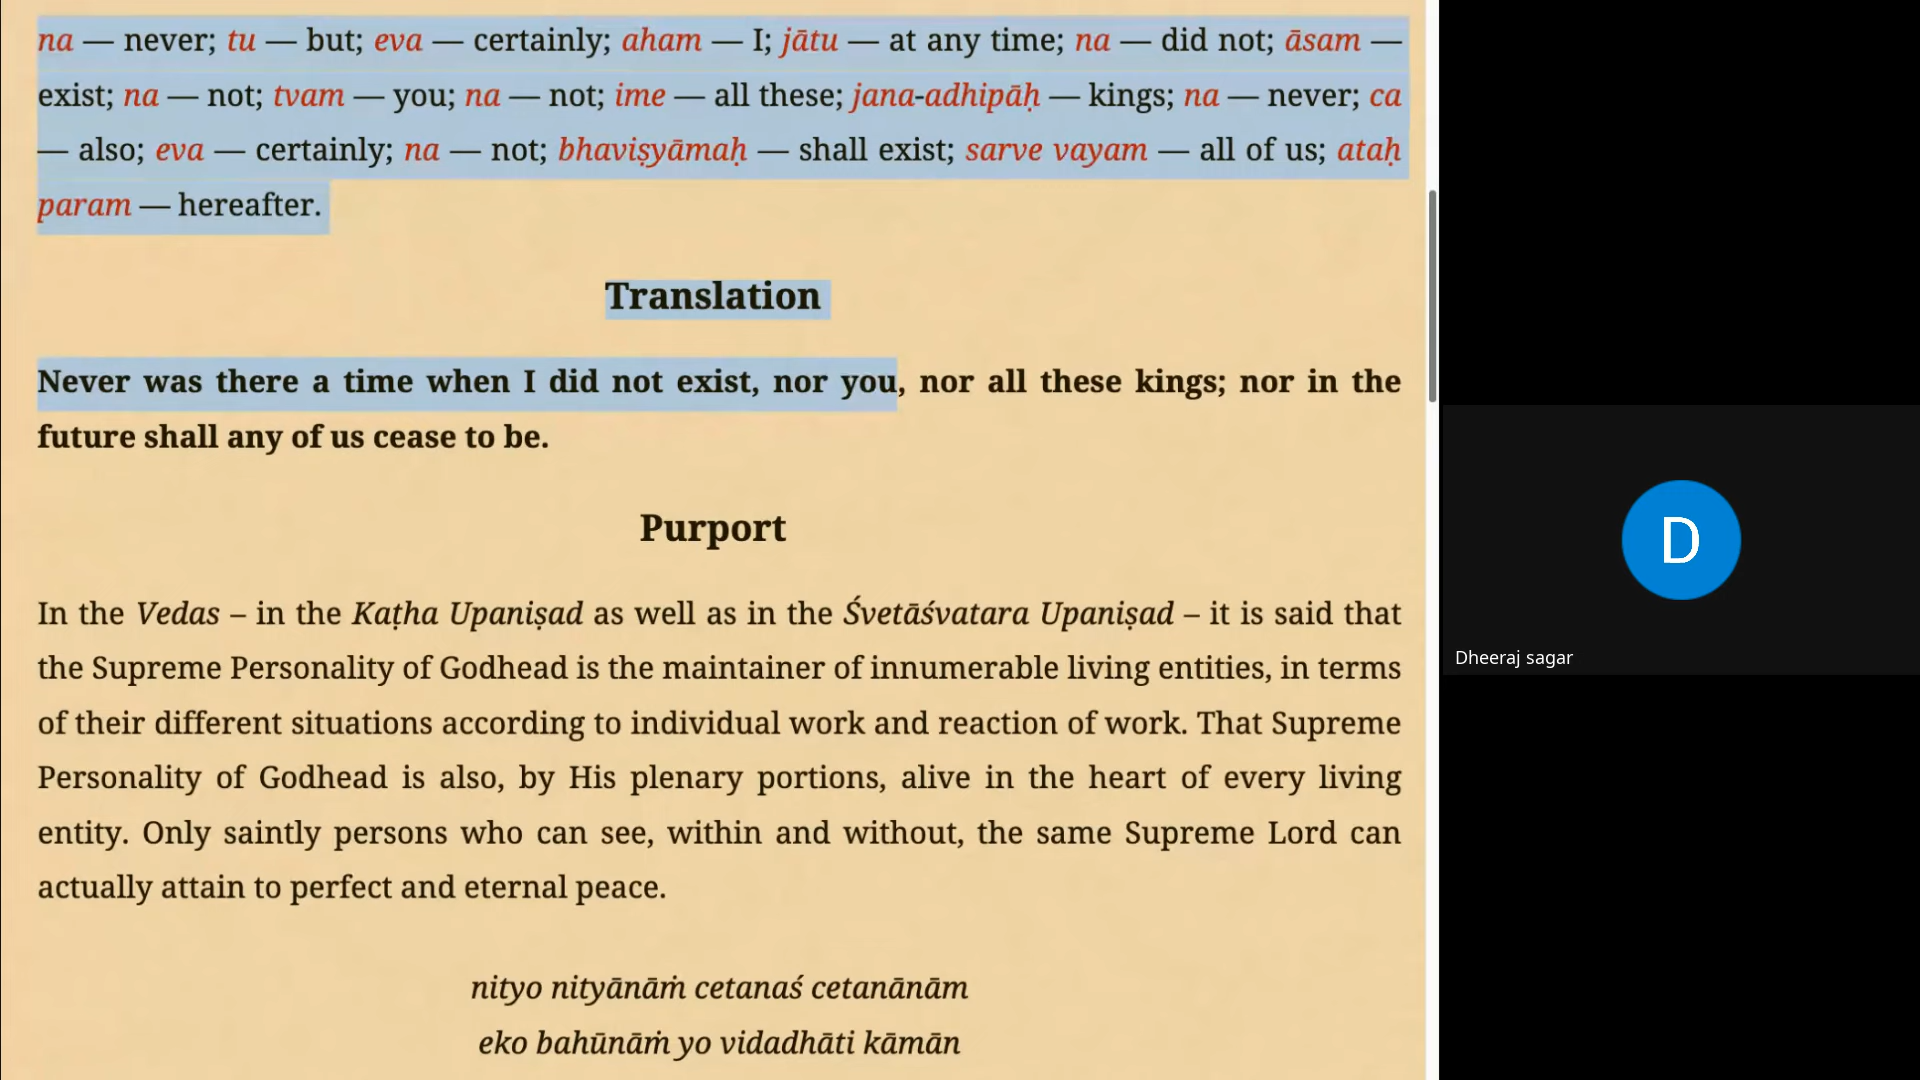 na — never; tu — but; eva — certainly; aham — I; jātu — at any time; na — did not; āsam —
exist; na — not; tvam — you; na — not; ime — all these; jana-adhipāḥ — kings; na — never; ca
— also; eva — certainly; na — not; bhaviṣyāmaḥ — shall exist; sarve vayam — all of us; ataḥ
param — hereafter.
Translation
Never was there a time when I did not exist, nor you, nor all these kings; nor in the
future shall any of us cease to be.
Purport
In the Vedas – in the Kaṭha Upaniṣad as well as in the Śvetāśvatara Upaniṣad – it is said that
the Supreme Personality of Godhead is the maintainer of innumerable living entities, in terms
of their different situations according to individual work and reaction of work. That Supreme
Personality of Godhead is also, by His plenary portions, alive in the heart of every living
entity. Only saintly persons who can see, within and without, the same Supreme Lord can
actually attain to perfect and eternal peace.
nityo nityānāṁ cetanaś cetanānām
eko bahūnāṁ yo vidadhāti kāmān
D
Dheeraj sagar